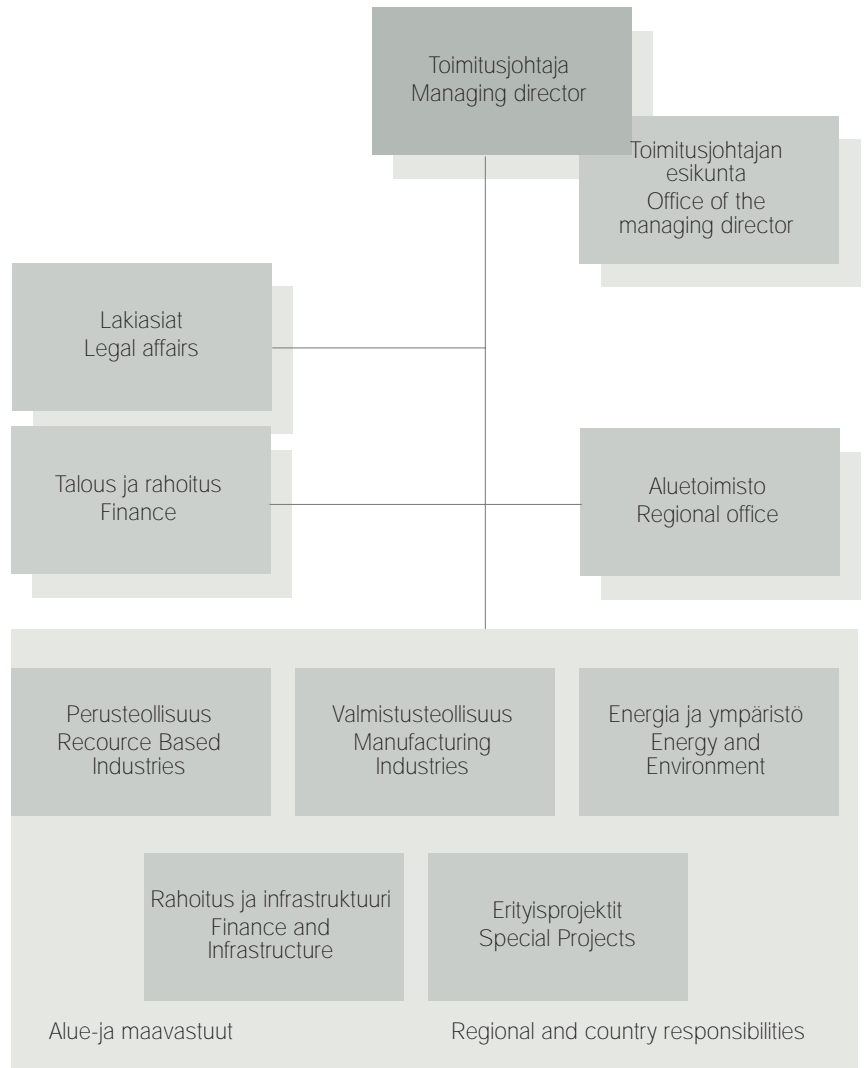 Toimitusjohtaja
Managing director
Toimitusjohtajan
esikunta
Office of the
managing director
Lakiasiat
Legal affairs
Talous ja rahoitus
Finance
Aluetoimisto
Regional office
Perusteollisuus
Recource Based
Industries
Valmistusteollisuus
Manufacturing
Industries
Energia ja ympäristö
Energy and
Environment
Rahoitus ja infrastruktuuri
Finance and
Infrastructure
Erityisprojektit
Special Projects
Alue-ja maavastuut
Regional and country responsibilities